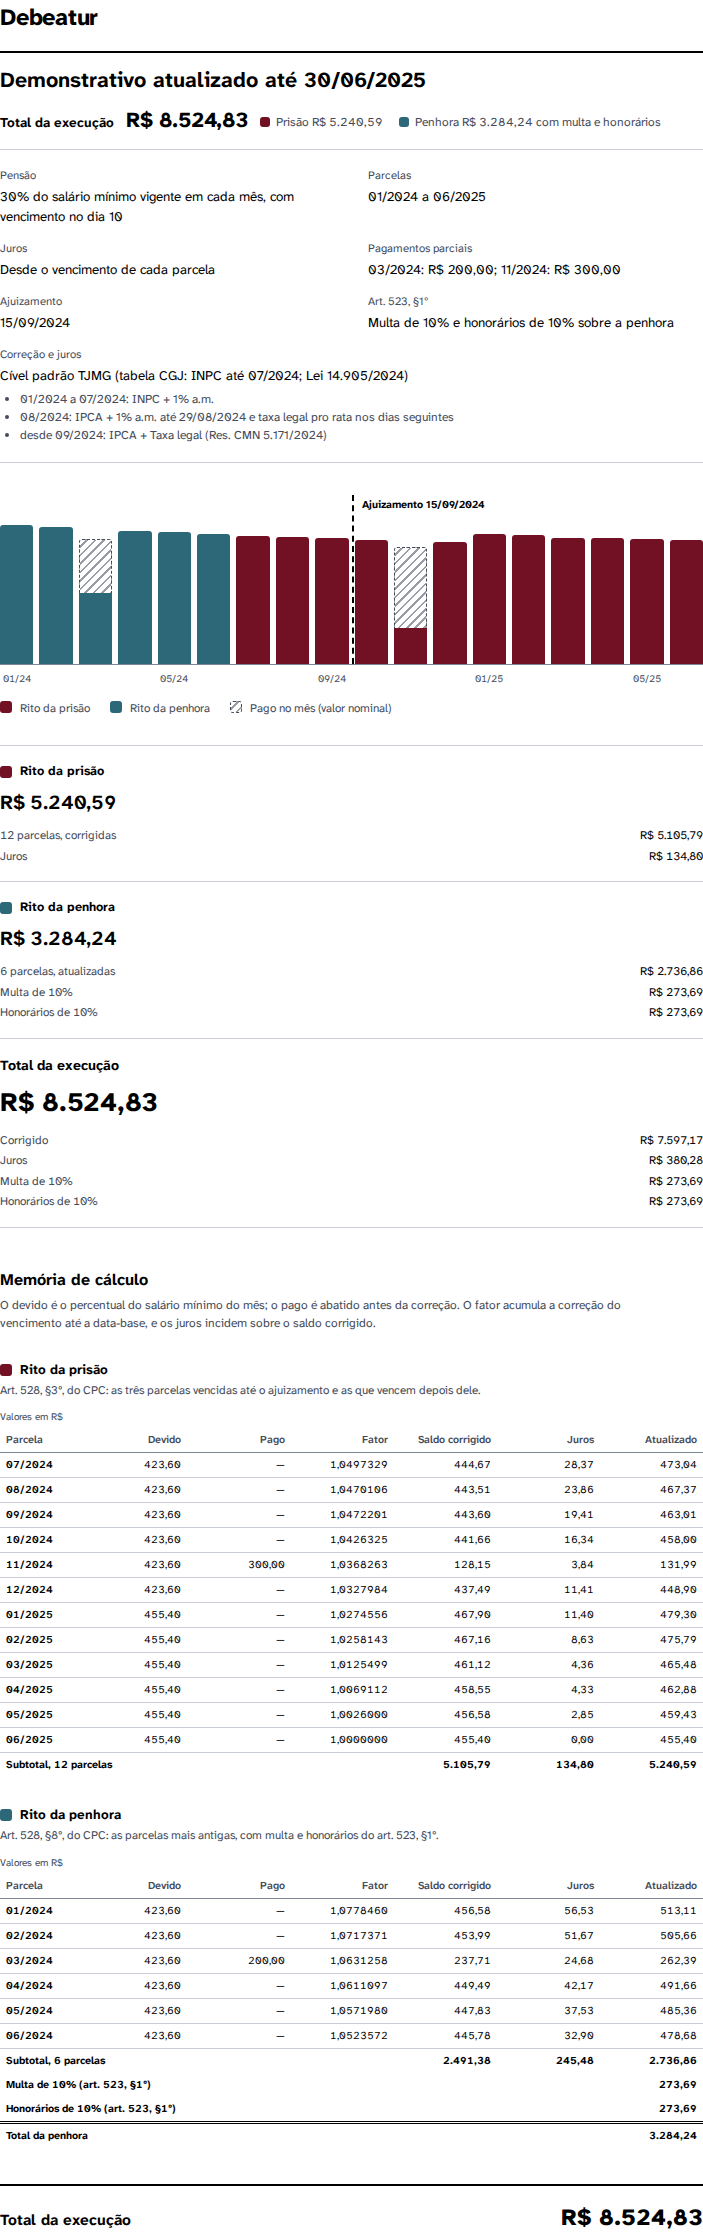 Debeatur
Demonstrativo atualizado até 30/06/2025
Total da execução R$ 8.524,83 Prisão R$ 5.240,59 Penhora R$ 3.284,24 com multa e honorários
Pensão
30% do salário mínimo vigente em cada mês, com
vencimento no dia 10
Parcelas
01/2024 a 06/2025
Juros
Desde o vencimento de cada parcela
Pagamentos parciais
03/2024: R$ 200,00; 11/2024: R$ 300,00
Ajuizamento
15/09/2024
Art. 523, §1º
Multa de 10% e honorários de 10% sobre a penhora
Correção e juros
Cível padrão TJMG (tabela CGJ: INPC até 07/2024; Lei 14.905/2024)
• 01/2024 a 07/2024: INPC + 1% a.m.
• 08/2024: IPCA + 1% a.m. até 29/08/2024 e taxa legal pro rata nos dias seguintes
• desde 09/2024: IPCA + Taxa legal (Res. CMN 5.171/2024)
Ajuizamento 15/09/2024
01/24 05/24 09/24 01/25 05/25
Rito da prisão Rito da penhora Pago no mês (valor nominal)
Rito da prisão
R$ 5.240,59
12 parcelas, corrigidas R$ 5.105,79
Juros R$ 134,80
Rito da penhora
R$ 3.284,24
6 parcelas, atualizadas R$ 2.736,86
Multa de 10% R$ 273,69
Honorários de 10% R$ 273,69
Total da execução
R$ 8.524,83
Corrigido R$ 7.597,17
Juros R$ 380,28
Multa de 10% R$ 273,69
Honorários de 10% R$ 273,69
Memória de cálculo
O devido é o percentual do salário mínimo do mês; o pago é abatido antes da correção. O fator acumula a correção do
vencimento até a data-base, e os juros incidem sobre o saldo corrigido.
Rito da prisão
Art. 528, §3º, do CPC: as três parcelas vencidas até o ajuizamento e as que vencem depois dele.
Valores em R$
Parcela Devido Pago Fator Saldo corrigido Juros Atualizado
07/2024 423,60 — 1,0497329 444,67 28,37 473,04
08/2024 423,60 — 1,0470106 443,51 23,86 467,37
09/2024 423,60 — 1,0472201 443,60 19,41 463,01
10/2024 423,60 — 1,0426325 441,66 16,34 458,00
11/2024 423,60 300,00 1,0368263 128,15 3,84 131,99
12/2024 423,60 — 1,0327984 437,49 11,41 448,90
01/2025 455,40 — 1,0274556 467,90 11,40 479,30
02/2025 455,40 — 1,0258143 467,16 8,63 475,79
03/2025 455,40 — 1,0125499 461,12 4,36 465,48
04/2025 455,40 — 1,0069112 458,55 4,33 462,88
05/2025 455,40 — 1,0026000 456,58 2,85 459,43
06/2025 455,40 — 1,0000000 455,40 0,00 455,40
Subtotal, 12 parcelas 5.105,79 134,80 5.240,59
Rito da penhora
Art. 528, §8º, do CPC: as parcelas mais antigas, com multa e honorários do art. 523, §1º.
Valores em R$
Parcela Devido Pago Fator Saldo corrigido Juros Atualizado
01/2024 423,60 — 1,0778460 456,58 56,53 513,11
02/2024 423,60 — 1,0717371 453,99 51,67 505,66
03/2024 423,60 200,00 1,0631258 237,71 24,68 262,39
04/2024 423,60 — 1,0611097 449,49 42,17 491,66
05/2024 423,60 — 1,0571980 447,83 37,53 485,36
06/2024 423,60 — 1,0523572 445,78 32,90 478,68
Subtotal, 6 parcelas 2.491,38 245,48 2.736,86
Multa de 10% (art. 523, §1º) 273,69
Honorários de 10% (art. 523, §1º) 273,69
Total da penhora 3.284,24
Total da execução R$ 8.524,83